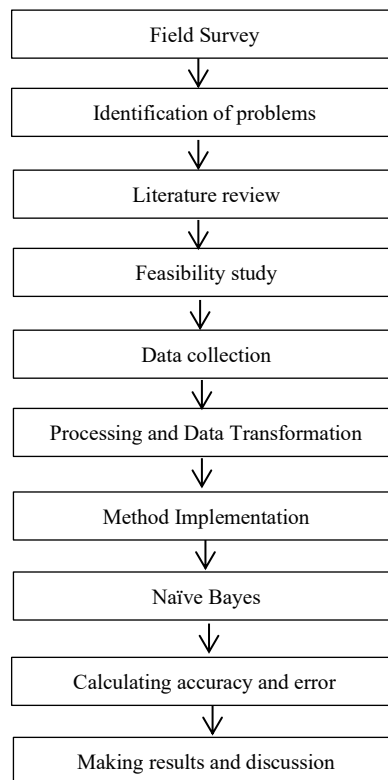 Field Survey
Identification of problems
Literature review
Feasibility study
Data collection
Processing and Data Transformation
Method Implementation
Naïve Bayes
Calculating accuracy and error
Making results and discussion